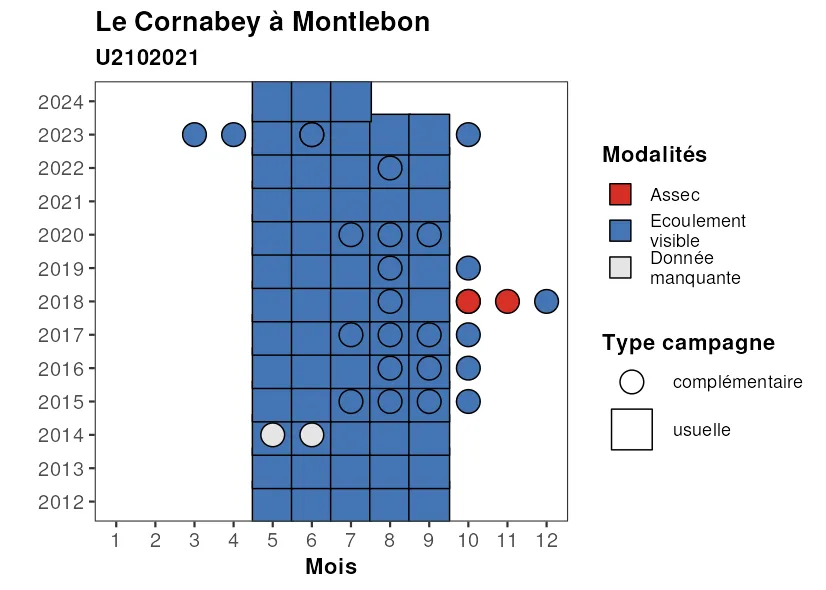 Le Cornabey à Montlebon
U2102021
2024
2023
2022
2021
2020
2019
2018
2017
2016
2015
2014
2013
2012
1 2 3 4 5 6 7 8 9 10 11 12
Mois
Modalités
Assec
Ecoulement
visible
Donnée
manquante
Type campagne
complémentaire
usuelle